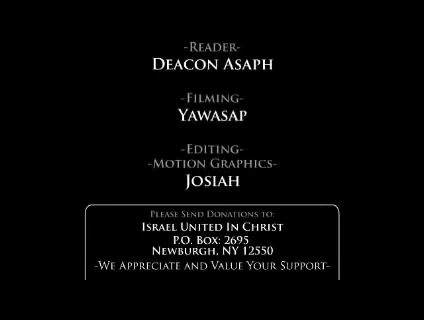 -Reader-
Deacon Asaph
-Filming-
Yawasap
-Editing-
-Motion Graphics-
Josiah
Please Send Donations to:
Israel United In Christ
P.O. Box: 2695
Newburgh, NY 12550
-We Appreciate and Value Your Support-